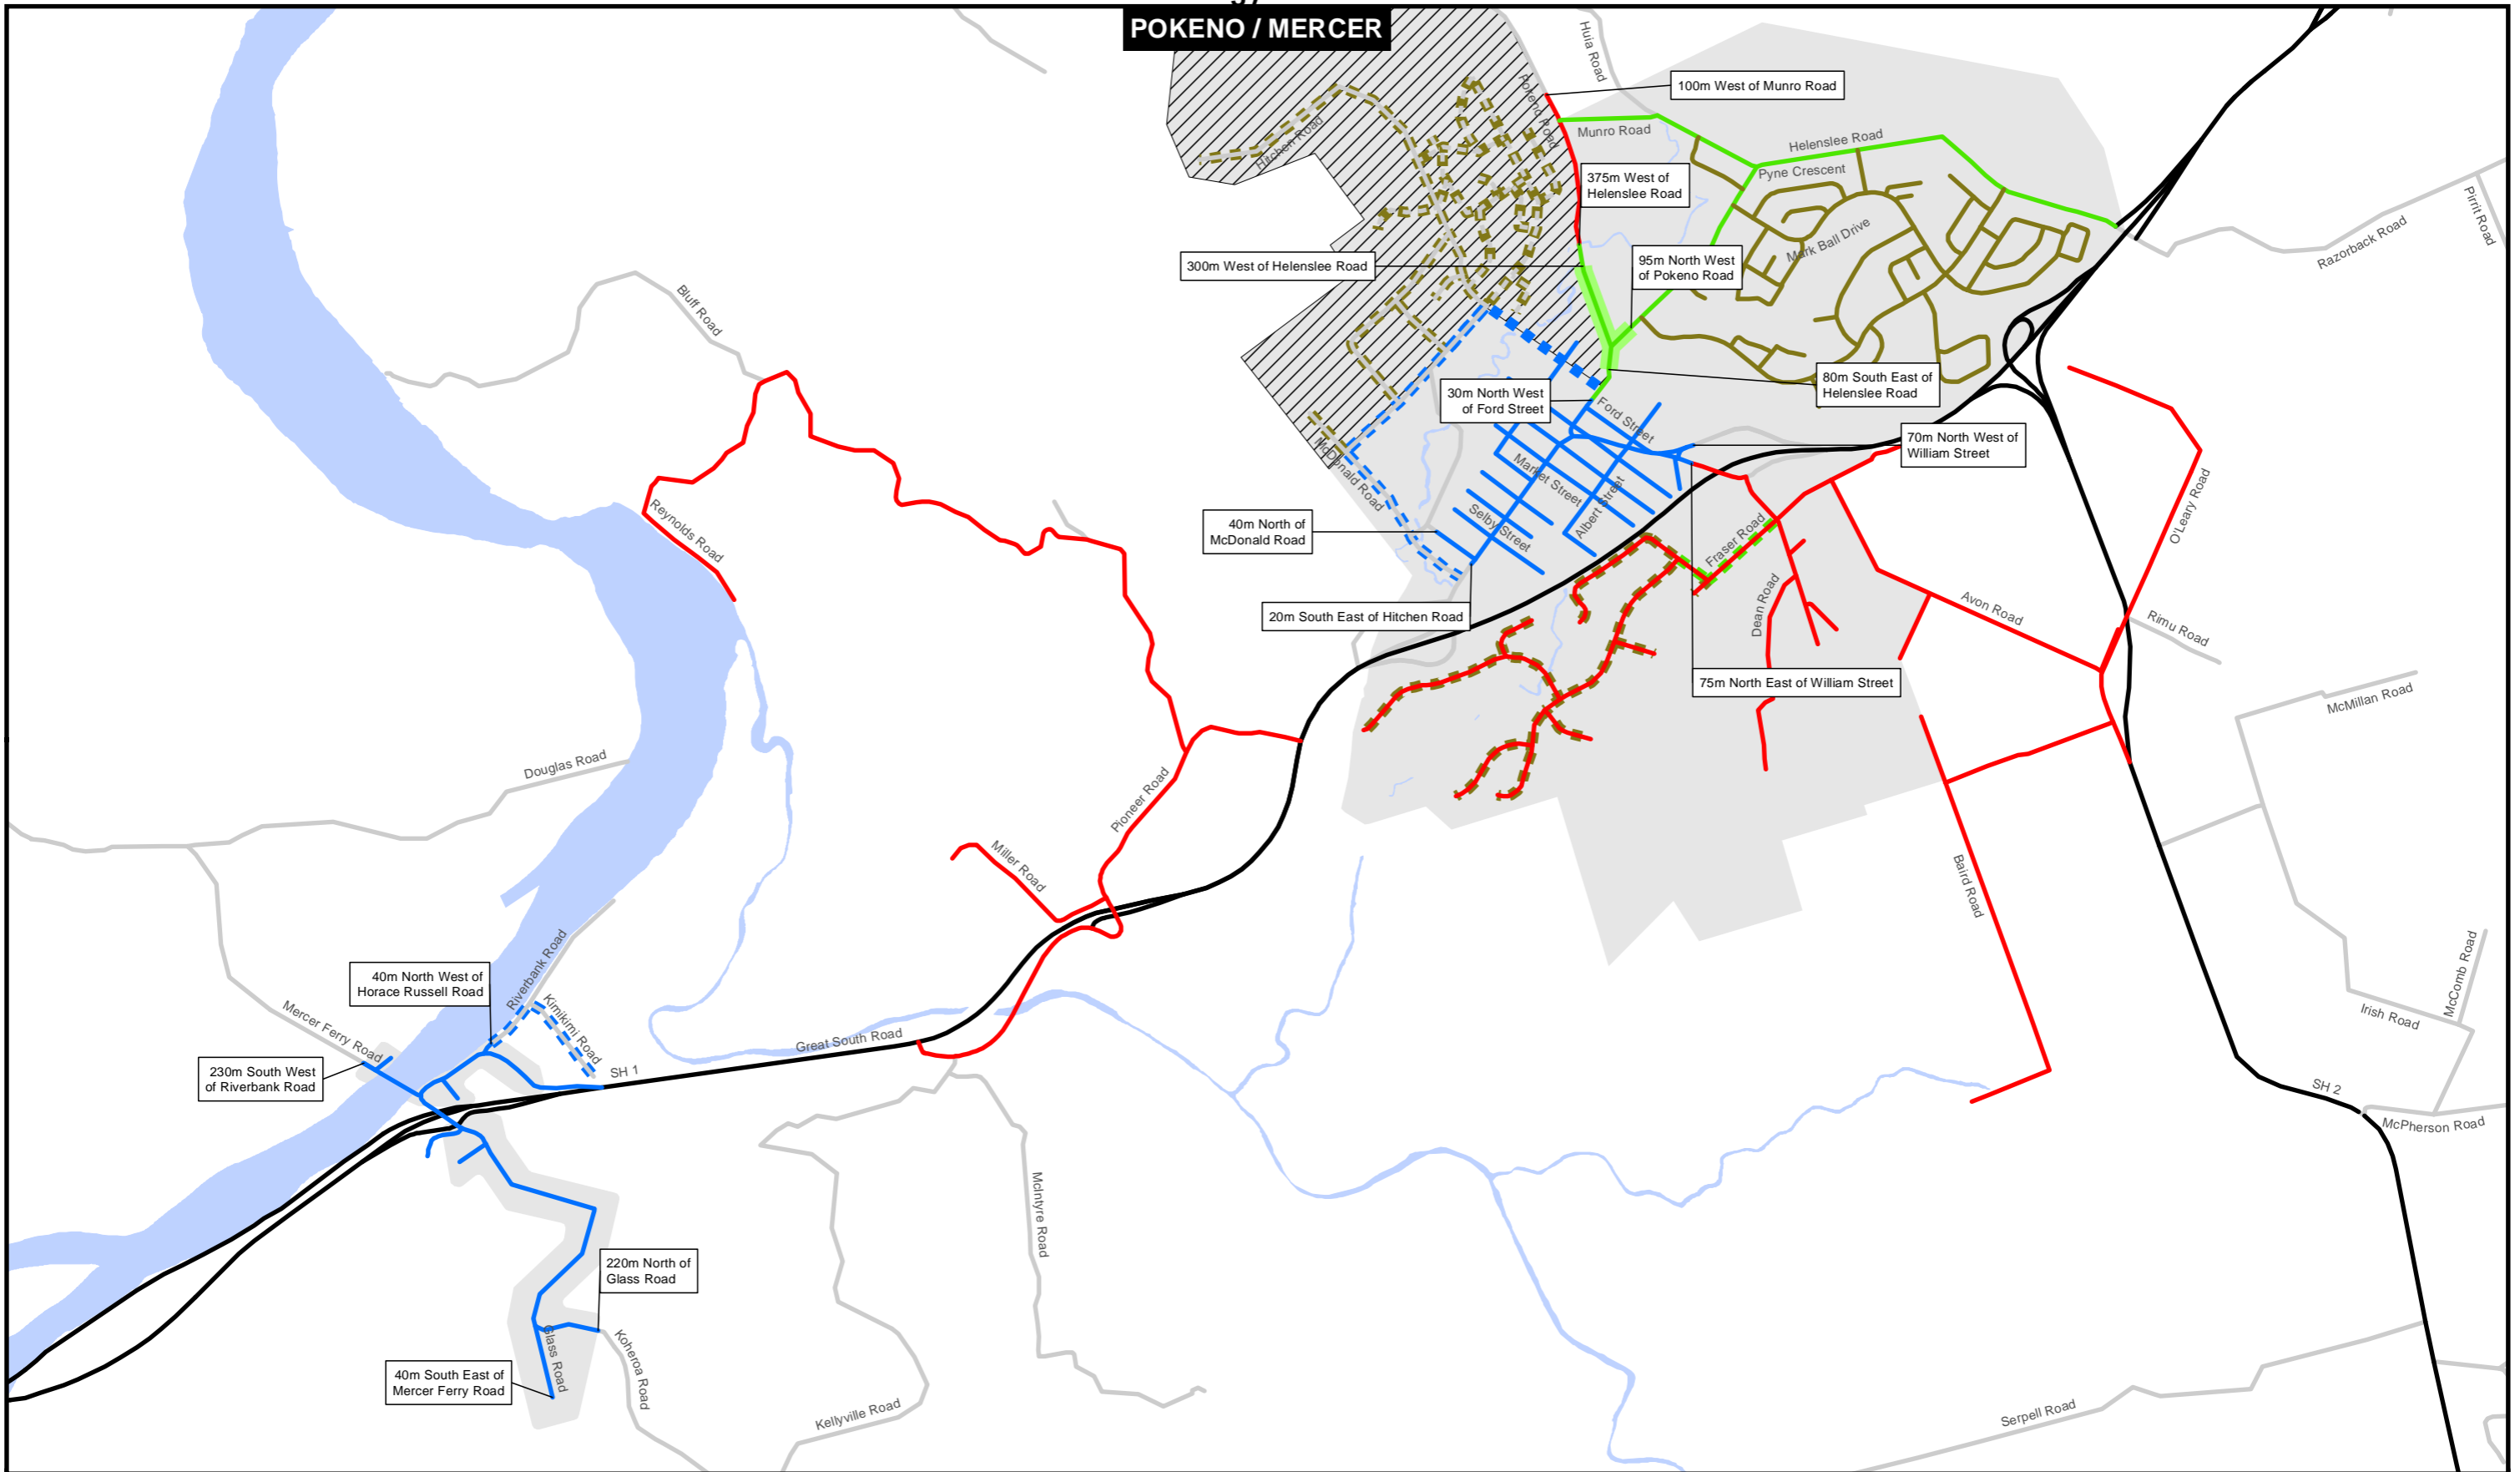 POKENO / MERCER
Huia Road
100m West of Munro Road
Pokeno Road
Hitchen Road
Munro Road
Helenslee Road
Pyne Crescent
375m West of
Helenslee Road
Pirrit Road
Razorback Road
Mark Ball Drive
300m West of Helenslee Road
95m North West
of Pokeno Road
Bluff Road
80m South East of
Helenslee Road
30m North West
of Ford Street
Ford Street
70m North West of
William Street
McDonald Road
Market Street
Albert Street
Selby Street
O'Leary Road
Reynolds Road
40m North of
McDonald Road
Fraser Road
Dean Road
Avon Road
Rimu Road
20m South East of Hitchen Road
75m North East of William Street
McMillan Road
Douglas Road
Pioneer Road
Miller Road
Baird Road
Riverbank Road
40m North West of
Horace Russell Road
Kimikimi Road
McComb Road
Irish Road
Mercer Ferry Road
Great South Road
230m South West
of Riverbank Road
SH 1
SH 2
McPherson Road
McIntyre Road
220m North of
Glass Road
Glass Road
Koheroa Road
40m South East of
Mercer Ferry Road
Kellyville Road
Serpell Road